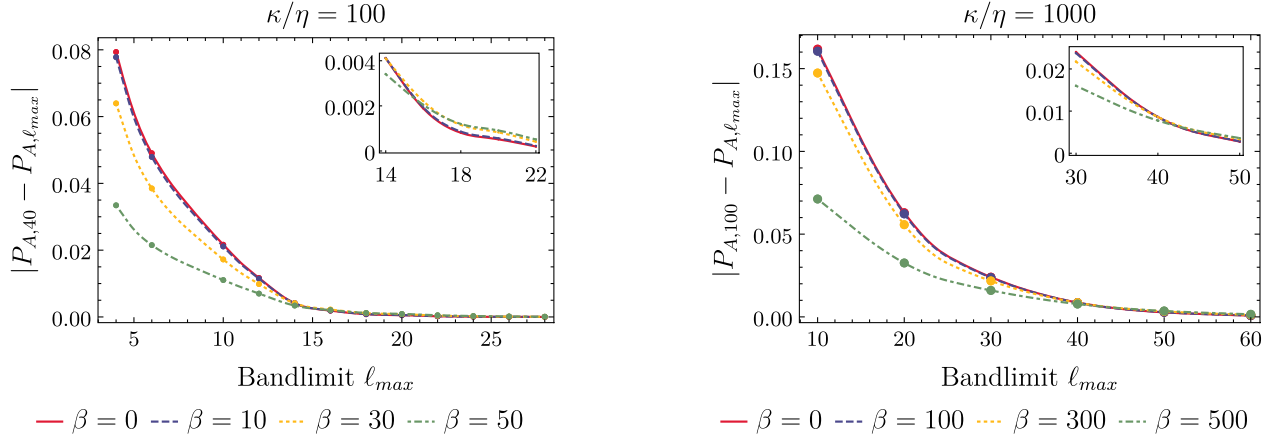 κ/η = 100
|P_{A,40} − P_{A,ℓ_{max}}|
0.08
0.06
0.04
0.02
0.00
5 10 15 20 25
0.004
0.002
0
14 18 22
Bandlimit ℓ_{max}
β = 0 β = 10 β = 30 β = 50
κ/η = 1000
|P_{A,100} − P_{A,ℓ_{max}}|
0.15
0.10
0.05
0.00
10 20 30 40 50 60
0.02
0.01
0
30 40 50
Bandlimit ℓ_{max}
β = 0 β = 100 β = 300 β = 500